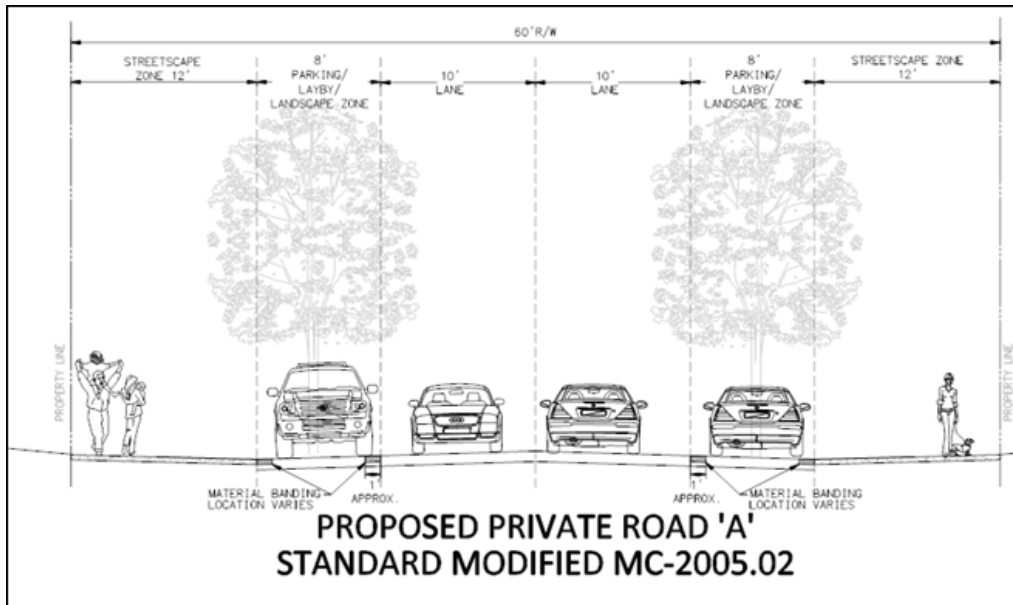 60'R/W
STREETSCAPE
ZONE 12'
8'
PARKING/
LAYBY/
LANDSCAPE ZONE
10'
LANE
10'
LANE
8'
PARKING/
LAYBY/
LANDSCAPE ZONE
STREETSCAPE ZONE
12'
PROPERTY LINE
PROPERTY LINE
MATERIAL BANDING
LOCATION VARIES
1'
APPROX.
1'
APPROX.
MATERIAL BANDING
LOCATION VARIES
PROPOSED PRIVATE ROAD 'A'
STANDARD MODIFIED MC-2005.02